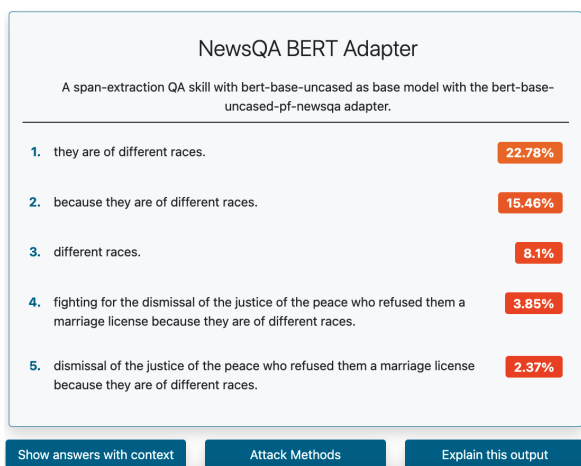 NewsQA BERT Adapter
A span-extraction QA skill with bert-base-uncased as base model with the bert-base-
uncased-pf-newsqa adapter.
1. they are of different races. 22.78%
2. because they are of different races. 15.46%
3. different races. 8.1%
4. fighting for the dismissal of the justice of the peace who refused them a 3.85%
marriage license because they are of different races.
5. dismissal of the justice of the peace who refused them a marriage license 2.37%
because they are of different races.
Show answers with context Attack Methods Explain this output